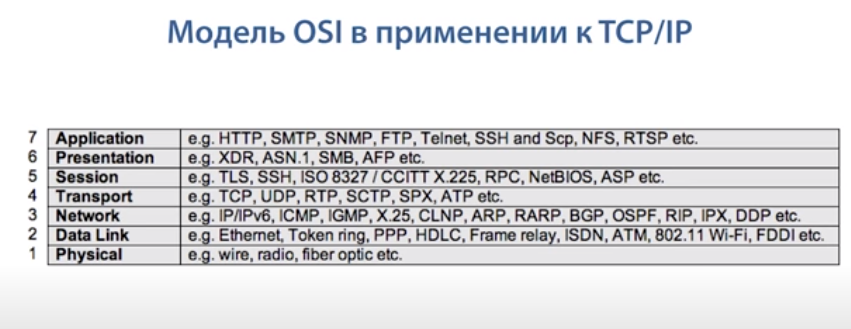 Модель OSI в применении к TCP/IP
7 Application e.g. HTTP, SMTP, SNMP, FTP, Telnet, SSH and Scp, NFS, RTSP etc.
6 Presentation e.g. XDR, ASN.1, SMB, AFP etc.
5 Session e.g. TLS, SSH, ISO 8327 / CCITT X.225, RPC, NetBIOS, ASP etc.
4 Transport e.g. TCP, UDP, RTP, SCTP, SPX, ATP etc.
3 Network e.g. IP/IPv6, ICMP, IGMP, X.25, CLNP, ARP, RARP, BGP, OSPF, RIP, IPX, DDP etc.
2 Data Link e.g. Ethernet, Token ring, PPP, HDLC, Frame relay, ISDN, ATM, 802.11 Wi-Fi, FDDI etc.
1 Physical e.g. wire, radio, fiber optic etc.